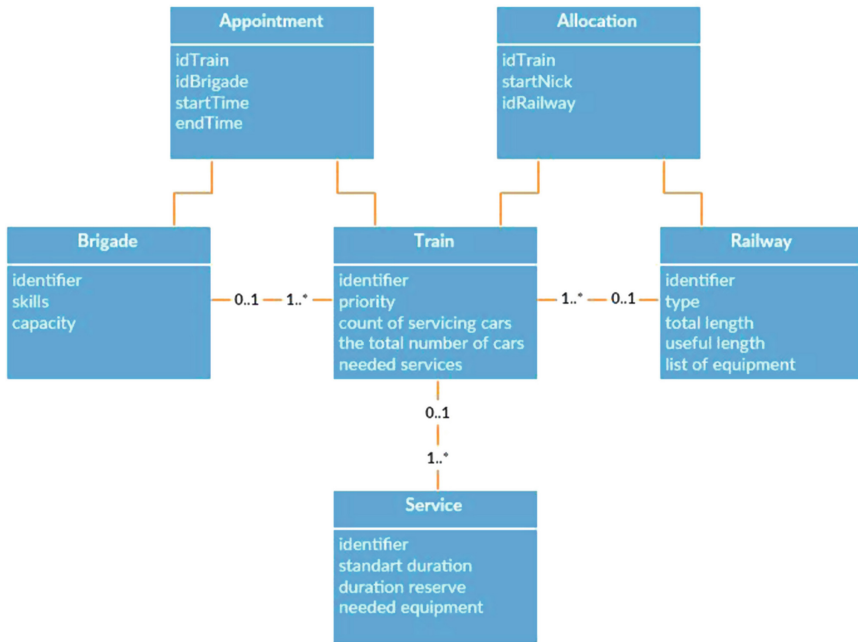 Appointment
idTrain
idBrigade
startTime
endTime
Allocation
idTrain
startNick
idRailway
Brigade
identifier
skills
capacity
0..1
1..*
Train
identifier
priority
count of servicing cars
the total number of cars
needed services
1..*
0..1
Railway
identifier
type
total length
useful length
list of equipment
0..1
1..*
Service
identifier
standart duration
duration reserve
needed equipment